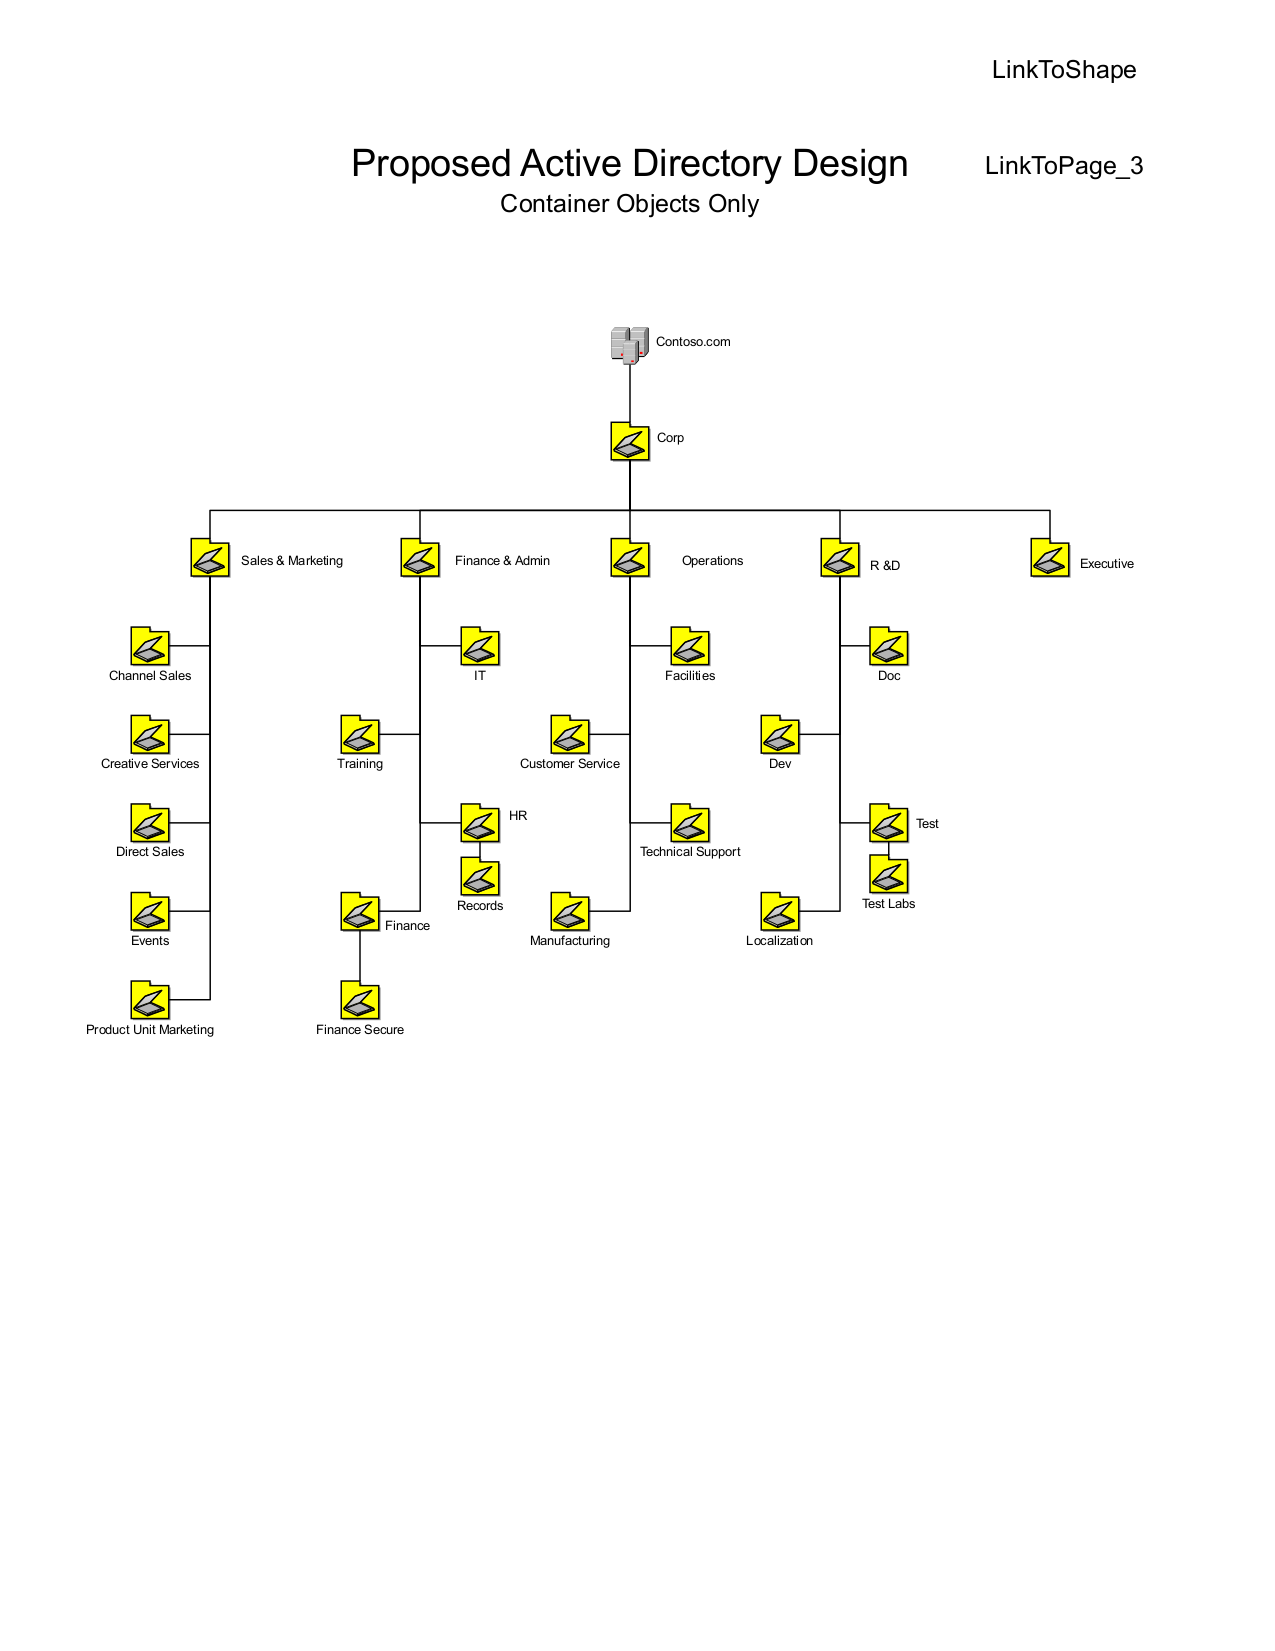 LinkToShape
Proposed Active Directory Design
LinkToPage_3
Container Objects Only
Contoso.com
Corp
Sales & Marketing
Finance & Admin
Operations
R &D
Executive
Channel Sales
IT
Facilities
Doc
Creative Services
Training
Customer Service
Dev
Direct Sales
HR
Technical Support
Test
Records
Test Labs
Events
Finance
Manufacturing
Localization
Product Unit Marketing
Finance Secure